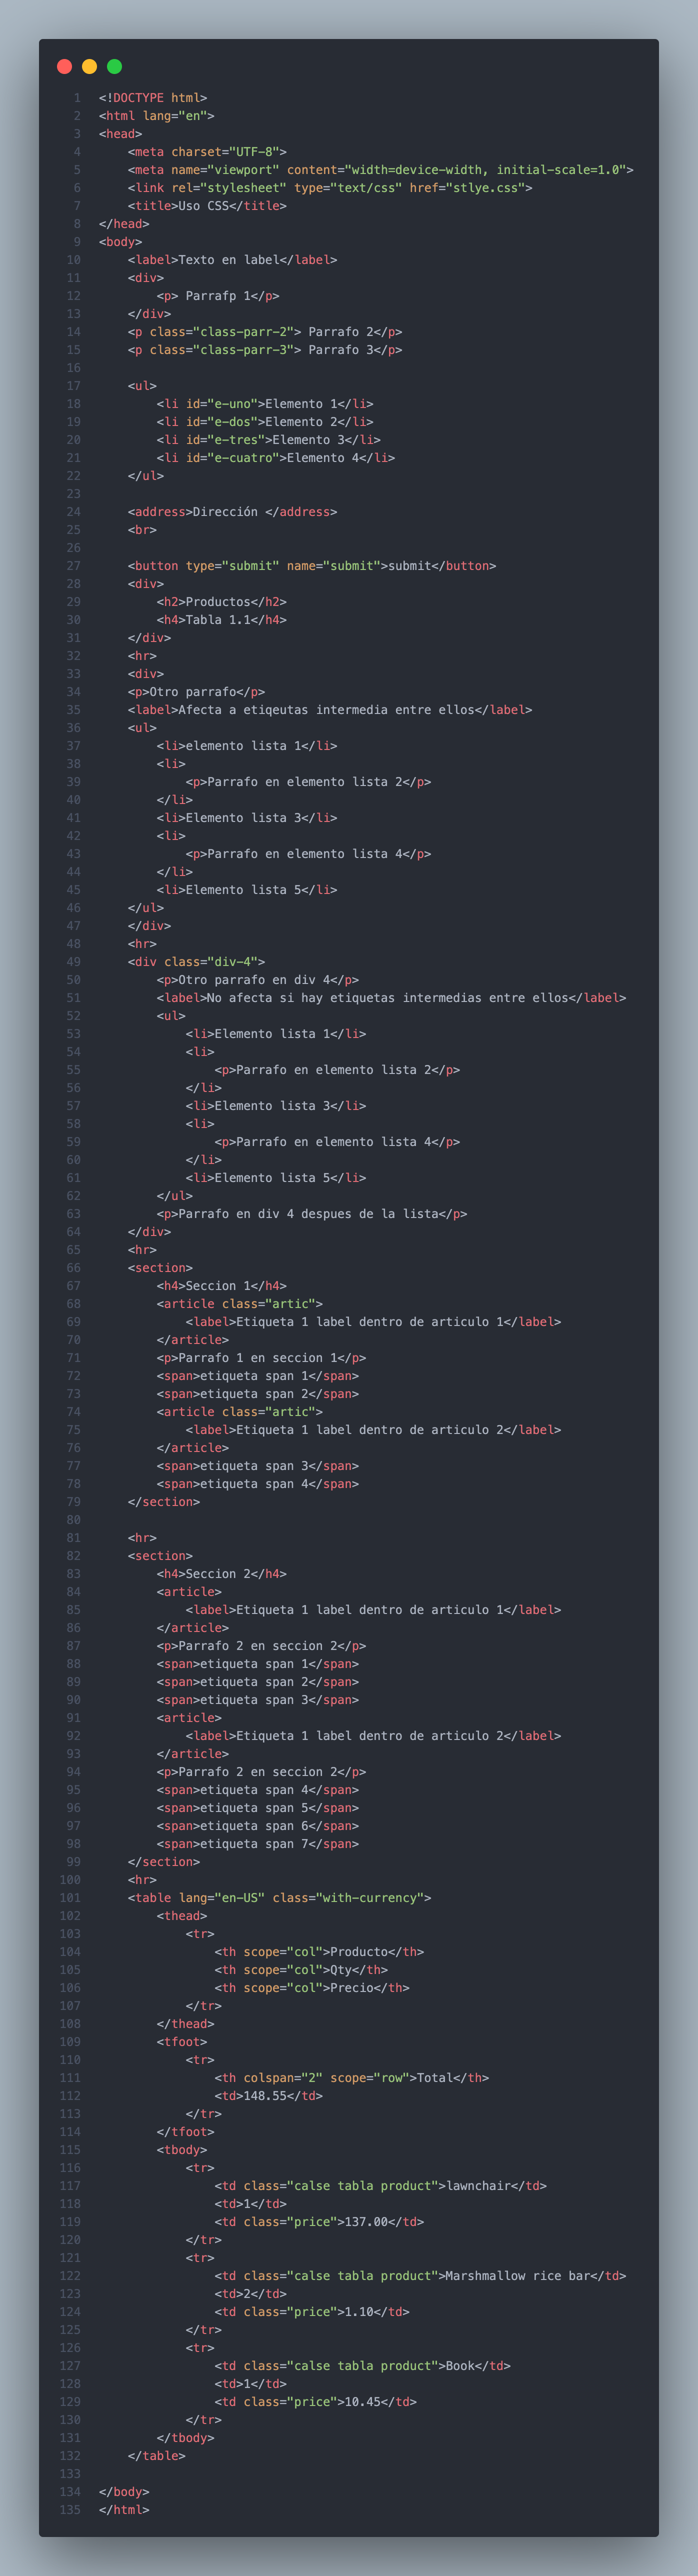 1 <!DOCTYPE html>
2 <html lang="en">
3 <head>
4     <meta charset="UTF-8">
5     <meta name="viewport" content="width=device-width, initial-scale=1.0">
6     <link rel="stylesheet" type="text/css" href="stlye.css">
7     <title>Uso CSS</title>
8 </head>
9 <body>
10     <label>Texto en label</label>
11     <div>
12         <p> Parrafp 1</p>
13     </div>
14     <p class="class-parr-2"> Parrafo 2</p>
15     <p class="class-parr-3"> Parrafo 3</p>
16
17     <ul>
18         <li id="e-uno">Elemento 1</li>
19         <li id="e-dos">Elemento 2</li>
20         <li id="e-tres">Elemento 3</li>
21         <li id="e-cuatro">Elemento 4</li>
22     </ul>
23
24     <address>Dirección </address>
25     <br>
26
27     <button type="submit" name="submit">submit</button>
28     <div>
29         <h2>Productos</h2>
30         <h4>Tabla 1.1</h4>
31     </div>
32     <hr>
33     <div>
34     <p>Otro parrafo</p>
35     <label>Afecta a etiqeutas intermedia entre ellos</label>
36     <ul>
37         <li>elemento lista 1</li>
38         <li>
39             <p>Parrafo en elemento lista 2</p>
40         </li>
41         <li>Elemento lista 3</li>
42         <li>
43             <p>Parrafo en elemento lista 4</p>
44         </li>
45         <li>Elemento lista 5</li>
46     </ul>
47     </div>
48     <hr>
49     <div class="div-4">
50         <p>Otro parrafo en div 4</p>
51         <label>No afecta si hay etiquetas intermedias entre ellos</label>
52         <ul>
53             <li>Elemento lista 1</li>
54             <li>
55                 <p>Parrafo en elemento lista 2</p>
56             </li>
57             <li>Elemento lista 3</li>
58             <li>
59                 <p>Parrafo en elemento lista 4</p>
60             </li>
61             <li>Elemento lista 5</li>
62         </ul>
63         <p>Parrafo en div 4 despues de la lista</p>
64     </div>
65     <hr>
66     <section>
67         <h4>Seccion 1</h4>
68         <article class="artic">
69             <label>Etiqueta 1 label dentro de articulo 1</label>
70         </article>
71         <p>Parrafo 1 en seccion 1</p>
72         <span>etiqueta span 1</span>
73         <span>etiqueta span 2</span>
74         <article class="artic">
75             <label>Etiqueta 1 label dentro de articulo 2</label>
76         </article>
77         <span>etiqueta span 3</span>
78         <span>etiqueta span 4</span>
79     </section>
80
81     <hr>
82     <section>
83         <h4>Seccion 2</h4>
84         <article>
85             <label>Etiqueta 1 label dentro de articulo 1</label>
86         </article>
87         <p>Parrafo 2 en seccion 2</p>
88         <span>etiqueta span 1</span>
89         <span>etiqueta span 2</span>
90         <span>etiqueta span 3</span>
91         <article>
92             <label>Etiqueta 1 label dentro de articulo 2</label>
93         </article>
94         <p>Parrafo 2 en seccion 2</p>
95         <span>etiqueta span 4</span>
96         <span>etiqueta span 5</span>
97         <span>etiqueta span 6</span>
98         <span>etiqueta span 7</span>
99     </section>
100     <hr>
101     <table lang="en-US" class="with-currency">
102         <thead>
103             <tr>
104                 <th scope="col">Producto</th>
105                 <th scope="col">Qty</th>
106                 <th scope="col">Precio</th>
107             </tr>
108         </thead>
109         <tfoot>
110             <tr>
111                 <th colspan="2" scope="row">Total</th>
112                 <td>148.55</td>
113             </tr>
114         </tfoot>
115         <tbody>
116             <tr>
117                 <td class="calse tabla product">lawnchair</td>
118                 <td>1</td>
119                 <td class="price">137.00</td>
120             </tr>
121             <tr>
122                 <td class="calse tabla product">Marshmallow rice bar</td>
123                 <td>2</td>
124                 <td class="price">1.10</td>
125             </tr>
126             <tr>
127                 <td class="calse tabla product">Book</td>
128                 <td>1</td>
129                 <td class="price">10.45</td>
130             </tr>
131         </tbody>
132     </table>
133
134 </body>
135 </html>